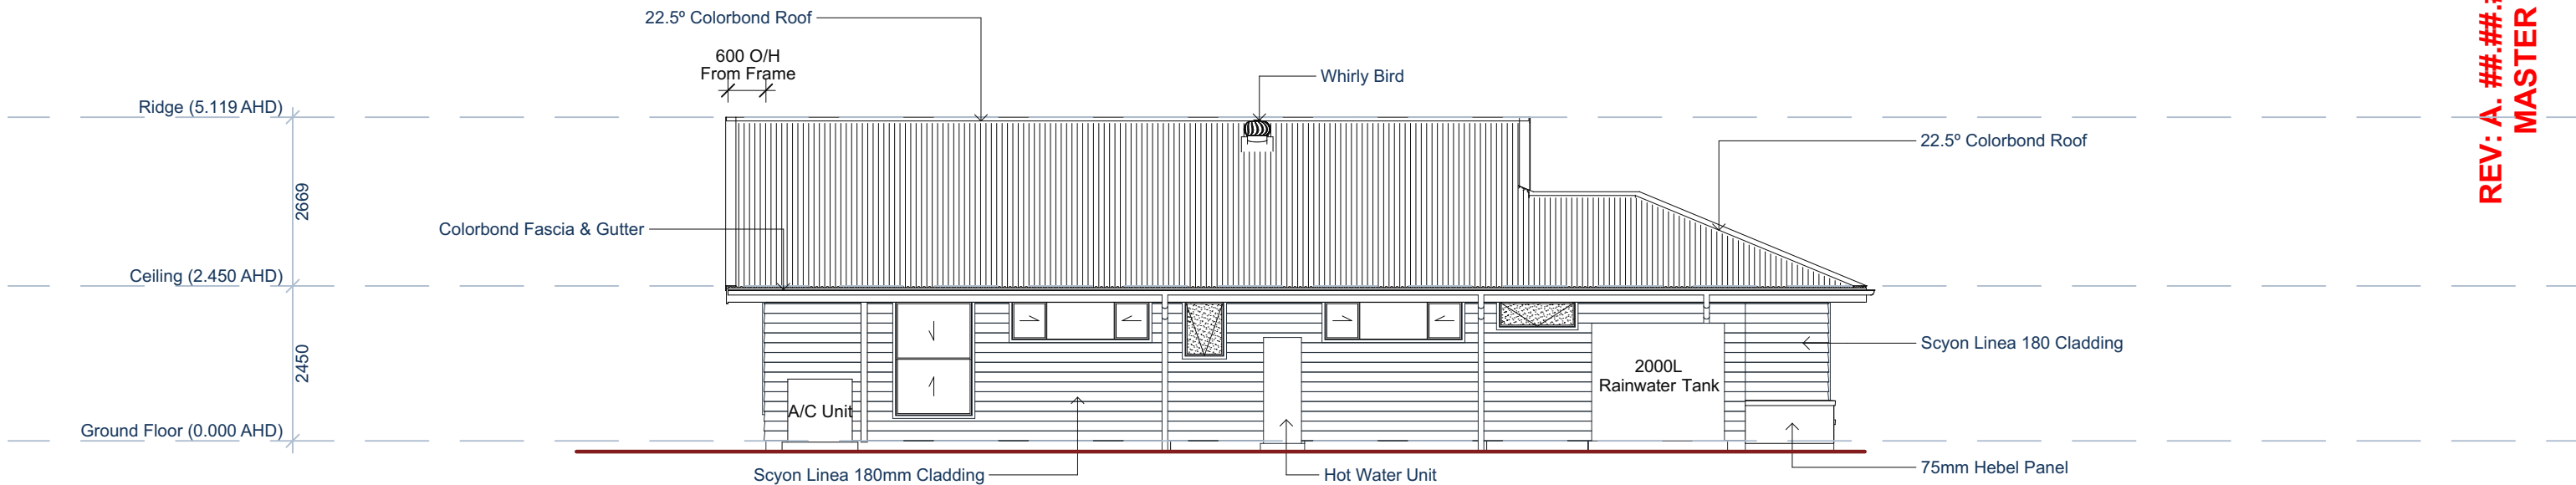 22.5º Colorbond Roof
600 O/H
From Frame
Whirly Bird
Ridge (5.119 AHD)
22.5º Colorbond Roof
2669
Colorbond Fascia & Gutter
Ceiling (2.450 AHD)
Scyon Linea 180 Cladding
2450
2000L
Rainwater Tank
A/C Unit
Ground Floor (0.000 AHD)
Scyon Linea 180mm Cladding
Hot Water Unit
75mm Hebel Panel
REV: A. ##.##.
MASTER